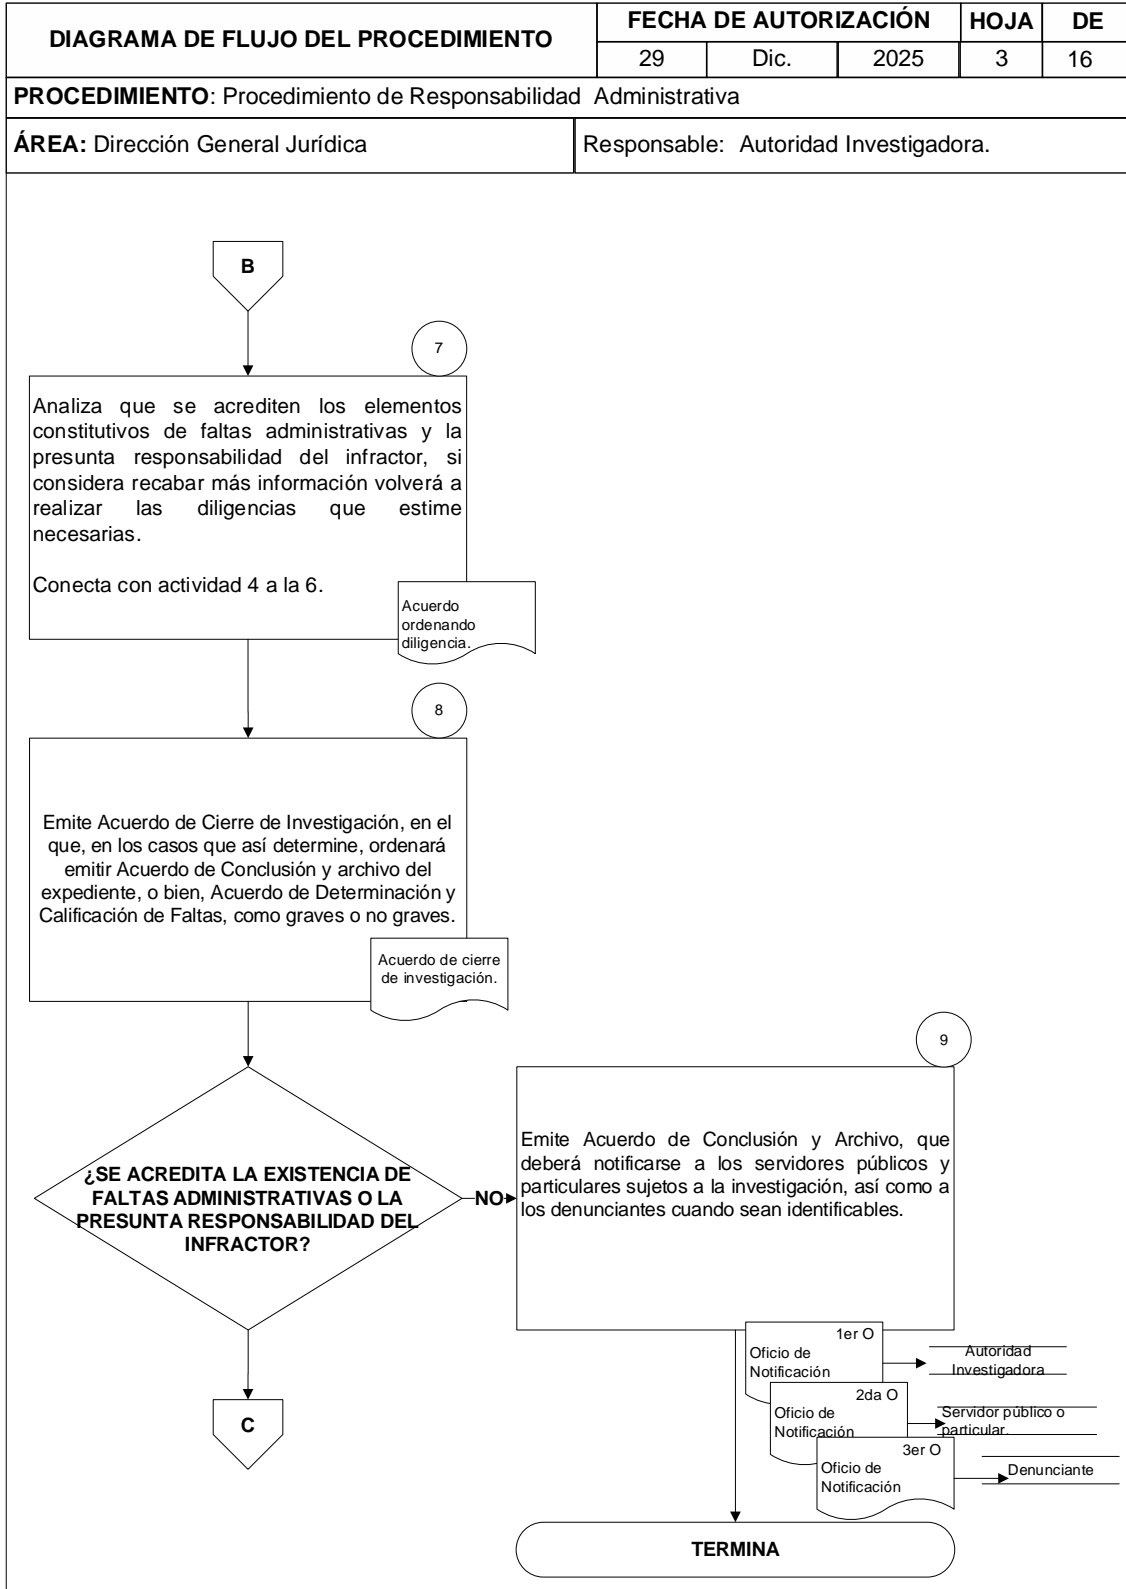 DIAGRAMA DE FLUJO DEL PROCEDIMIENTO
FECHA DE AUTORIZACIÓN
HOJA
DE
29
Dic.
2025
3
16
PROCEDIMIENTO: Procedimiento de Responsabilidad Administrativa
ÁREA: Dirección General Jurídica
Responsable: Autoridad Investigadora.
B
7
Analiza que se acrediten los elementos
constitutivos de faltas administrativas y la
presunta responsabilidad del infractor, si
considera recabar más información volverá a
realizar las diligencias que estime
necesarias.
Conecta con actividad 4 a la 6.
Acuerdo
ordenando
diligencia.
8
Emite Acuerdo de Cierre de Investigación, en el
que, en los casos que así determine, ordenará
emitir Acuerdo de Conclusión y archivo del
expediente, o bien, Acuerdo de Determinación y
Calificación de Faltas, como graves o no graves.
Acuerdo de cierre
de investigación.
¿SE ACREDITA LA EXISTENCIA DE
FALTAS ADMINISTRATIVAS O LA
PRESUNTA RESPONSABILIDAD DEL
INFRACTOR?
NO
C
9
Emite Acuerdo de Conclusión y Archivo, que
deberá notificarse a los servidores públicos y
particulares sujetos a la investigación, así como a
los denunciantes cuando sean identificables.
1er O
Oficio de
Notificación
Autoridad
Investigadora
2da O
Oficio de
Notificación
Servidor público o
particular.
3er O
Oficio de
Notificación
Denunciante
TERMINA